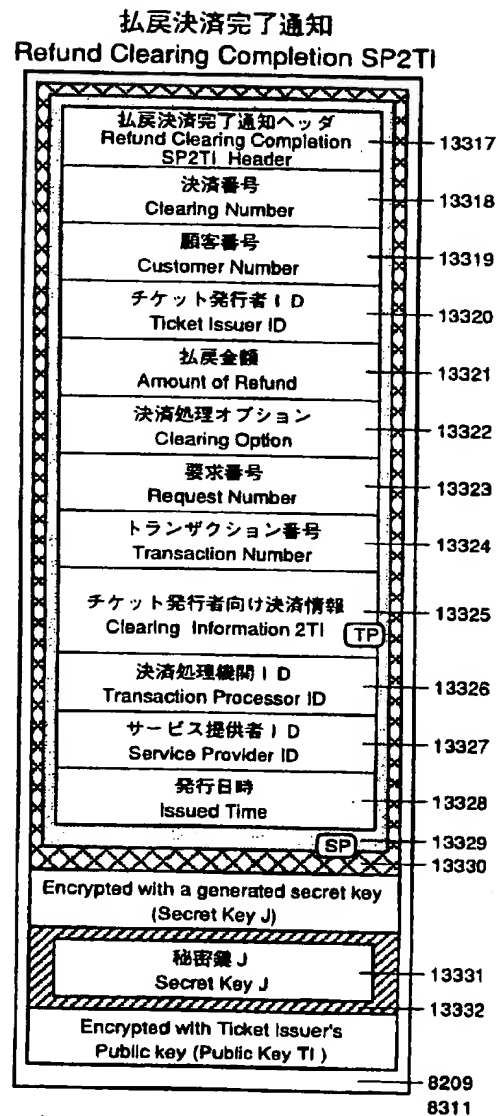 払戻決済完了通知
Refund Clearing Completion SP2TI
払戻決済完了通知ヘッダ
Refund Clearing Completion
SP2TI Header
13317
決済番号
Clearing Number
13318
顧客番号
Customer Number
13319
チケット発行者ID
Ticket Issuer ID
13320
払戻金額
Amount of Refund
13321
決済処理オプション
Clearing Option
13322
要求番号
Request Number
13323
トランザクション番号
Transaction Number
13324
チケット発行者向け決済情報
Clearing Information 2TI
TP
13325
決済処理機関ID
Transaction Processor ID
13326
サービス提供者ID
Service Provider ID
13327
発行日時
Issued Time
13328
SP
13329
13330
Encrypted with a generated secret key
(Secret Key J)
秘密鍵J
Secret Key J
13331
13332
Encrypted with Ticket Issuer's
Public key (Public Key TI)
8209
8311